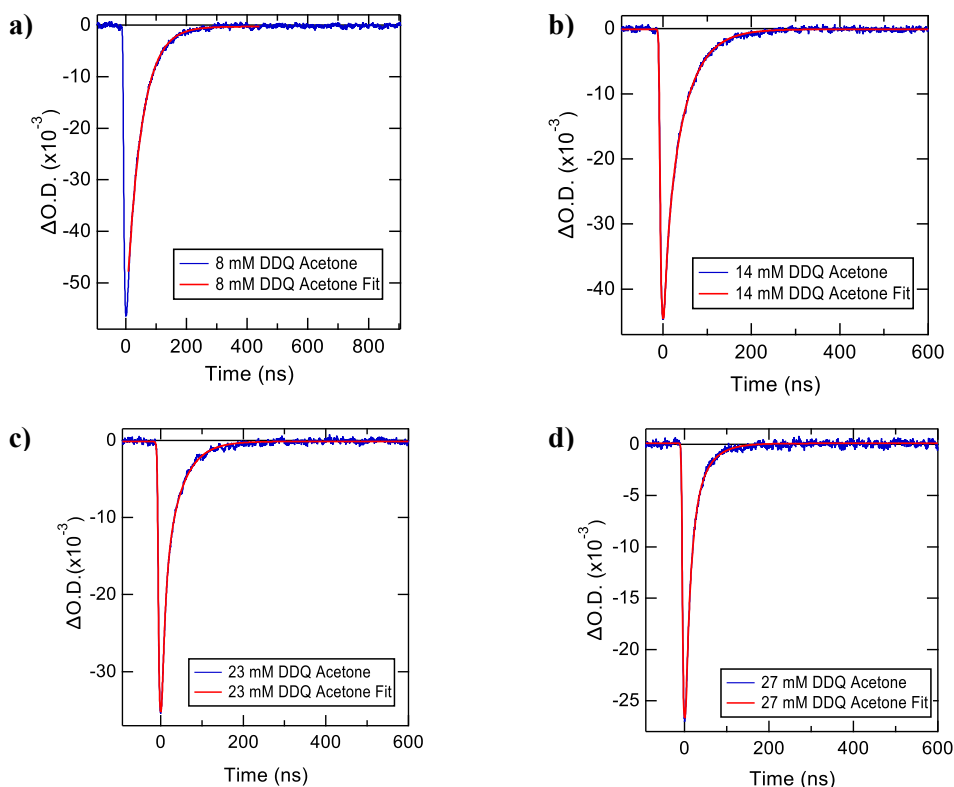 a)
0
-10
-20
-30
-40
-50
ΔO.D. (x10⁻³)
8 mM DDQ Acetone
8 mM DDQ Acetone Fit
0 200 400 600 800
Time (ns)
b)
0
-10
-20
-30
-40
ΔO.D. (x10⁻³)
14 mM DDQ Acetone
14 mM DDQ Acetone Fit
0 200 400 600
Time (ns)
c)
0
-10
-20
-30
ΔO.D.(x10⁻³)
23 mM DDQ Acetone
23 mM DDQ Acetone Fit
0 200 400 600
Time (ns)
d)
0
-5
-10
-15
-20
-25
ΔO.D.(x10⁻³)
27 mM DDQ Acetone
27 mM DDQ Acetone Fit
0 200 400 600
Time (ns)